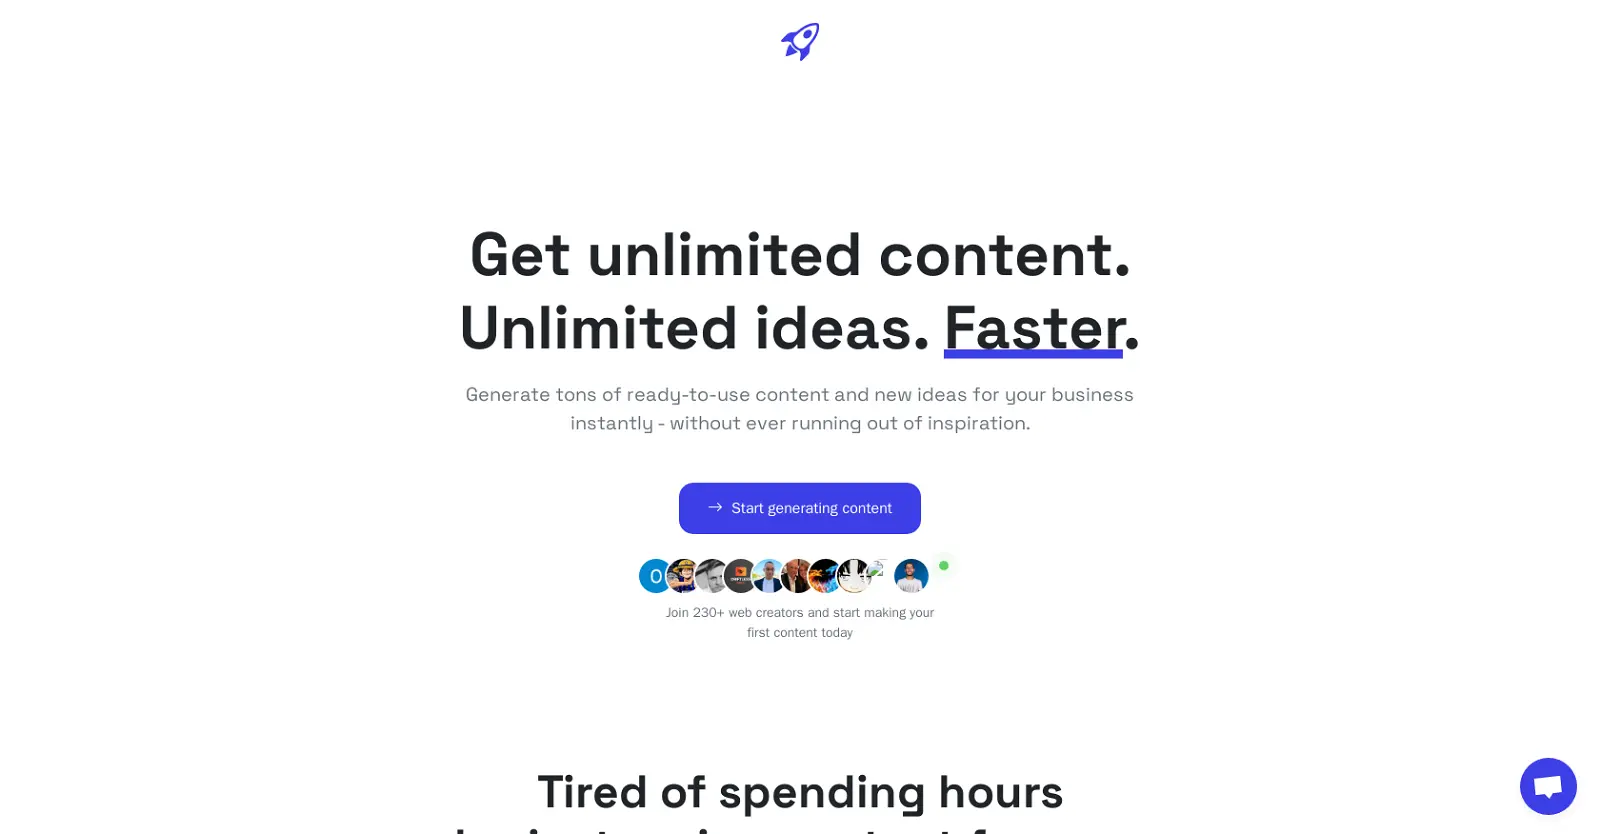 Get unlimited content.
Unlimited ideas. Faster.
Generate tons of ready-to-use content and new ideas for your business
instantly - without ever running out of inspiration.
→ Start generating content
O
Join 230+ web creators and start making your
first content today
Tired of spending hours